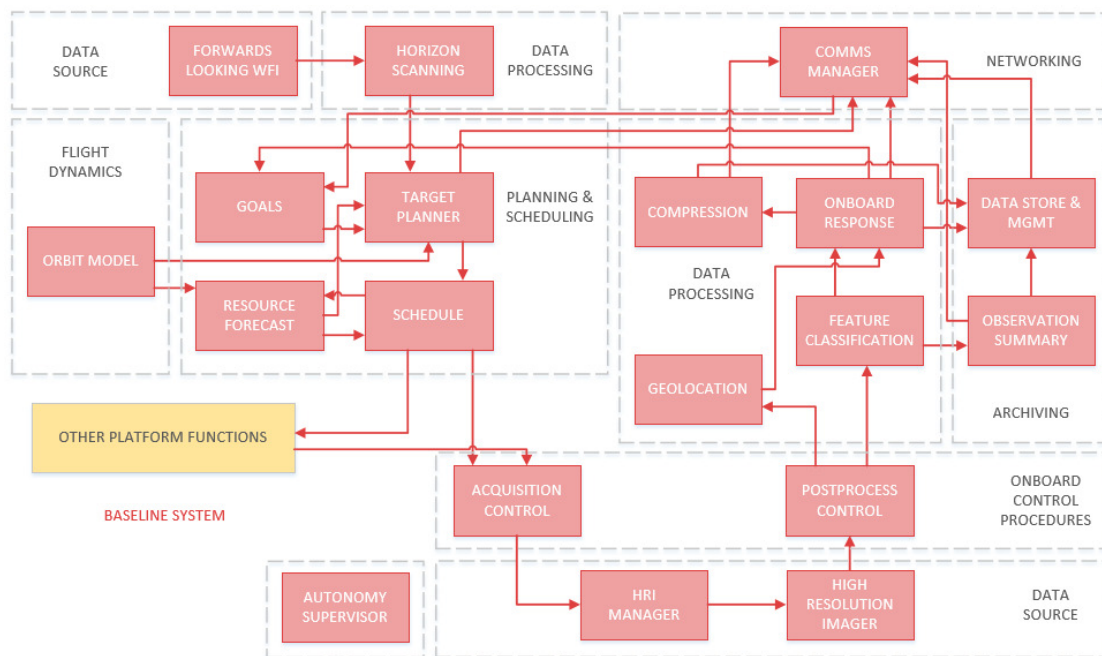 DATA
SOURCE
FORWARDS
LOOKING WFI
HORIZON
SCANNING
DATA
PROCESSING
COMMS
MANAGER
NETWORKING
FLIGHT
DYNAMICS
GOALS
TARGET
PLANNER
PLANNING &
SCHEDULING
ORBIT MODEL
RESOURCE
FORECAST
SCHEDULE
COMPRESSION
ONBOARD
RESPONSE
DATA STORE &
MGMT
DATA
PROCESSING
FEATURE
CLASSIFICATION
OBSERVATION
SUMMARY
GEOLOCATION
ARCHIVING
OTHER PLATFORM FUNCTIONS
BASELINE SYSTEM
ACQUISITION
CONTROL
POSTPROCESS
CONTROL
ONBOARD
CONTROL
PROCEDURES
AUTONOMY
SUPERVISOR
HRI
MANAGER
HIGH
RESOLUTION
IMAGER
DATA
SOURCE